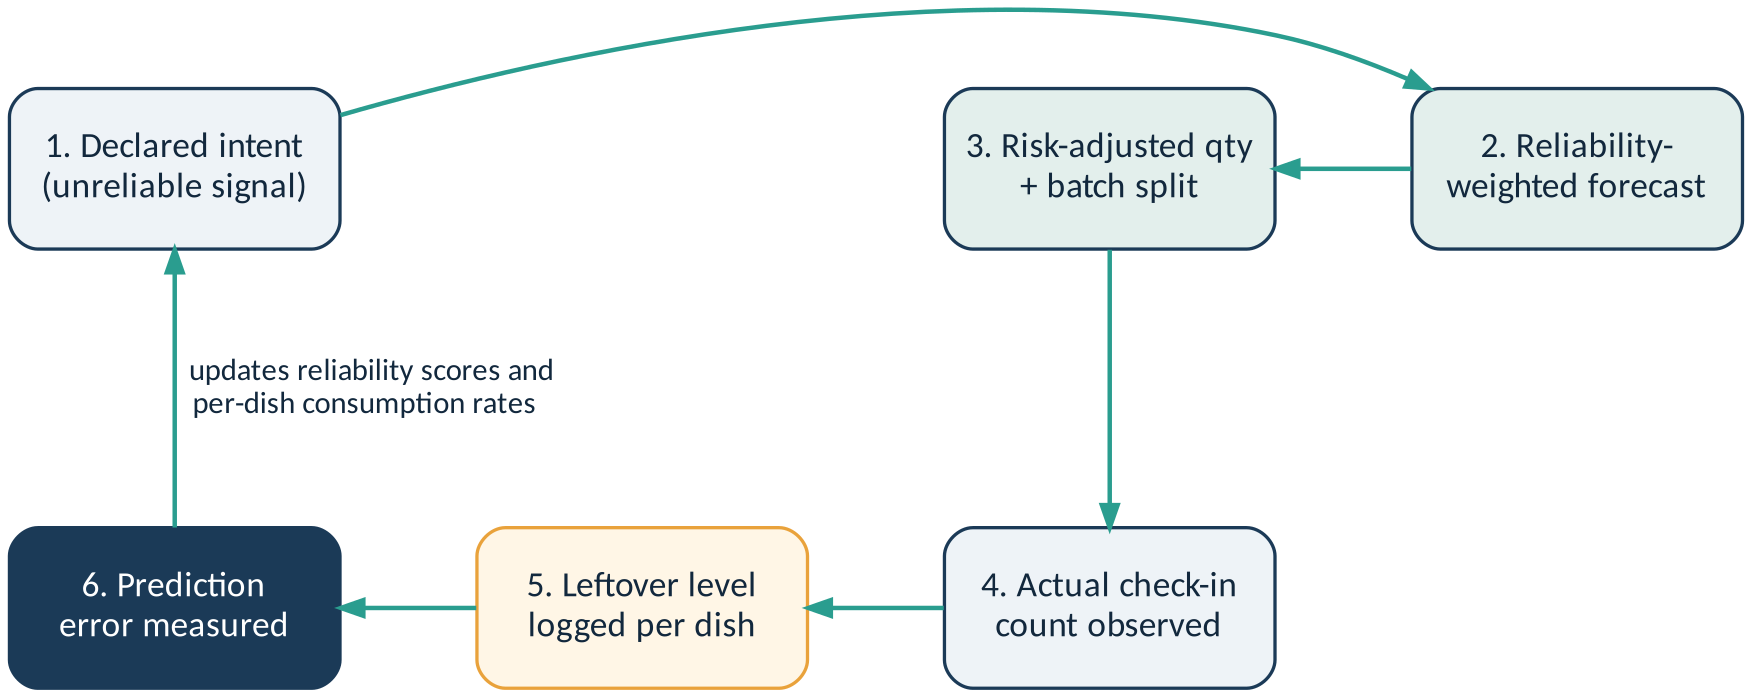 1. Declared intent
(unreliable signal)
3. Risk-adjusted qty
+ batch split
2. Reliability-
weighted forecast
updates reliability scores and
per-dish consumption rates
6. Prediction
error measured
5. Leftover level
logged per dish
4. Actual check-in
count observed